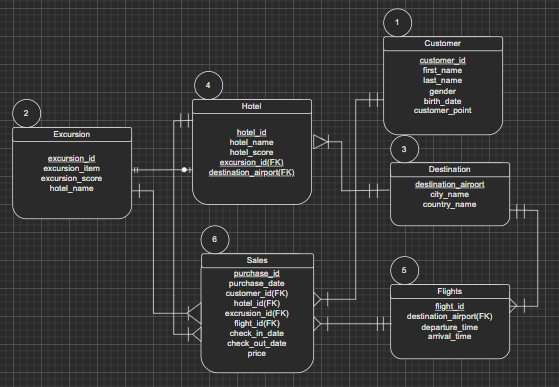 1
Customer
customer_id
first_name
last_name
gender
birth_date
customer_point
4
Hotel
hotel_id
hotel_name
hotel_score
excursion_id(FK)
destination_airport(FK)
2
Excursion
excursion_id
excursion_item
excursion_score
hotel_name
3
Destination
destination_airport
city_name
country_name
6
Sales
purchase_id
purchase_date
customer_id(FK)
hotel_id(FK)
excrusion_id(FK)
flight_id(FK)
check_in_date
check_out_date
price
5
Flights
flight_id
destination_airport(FK)
departure_time
arrival_time